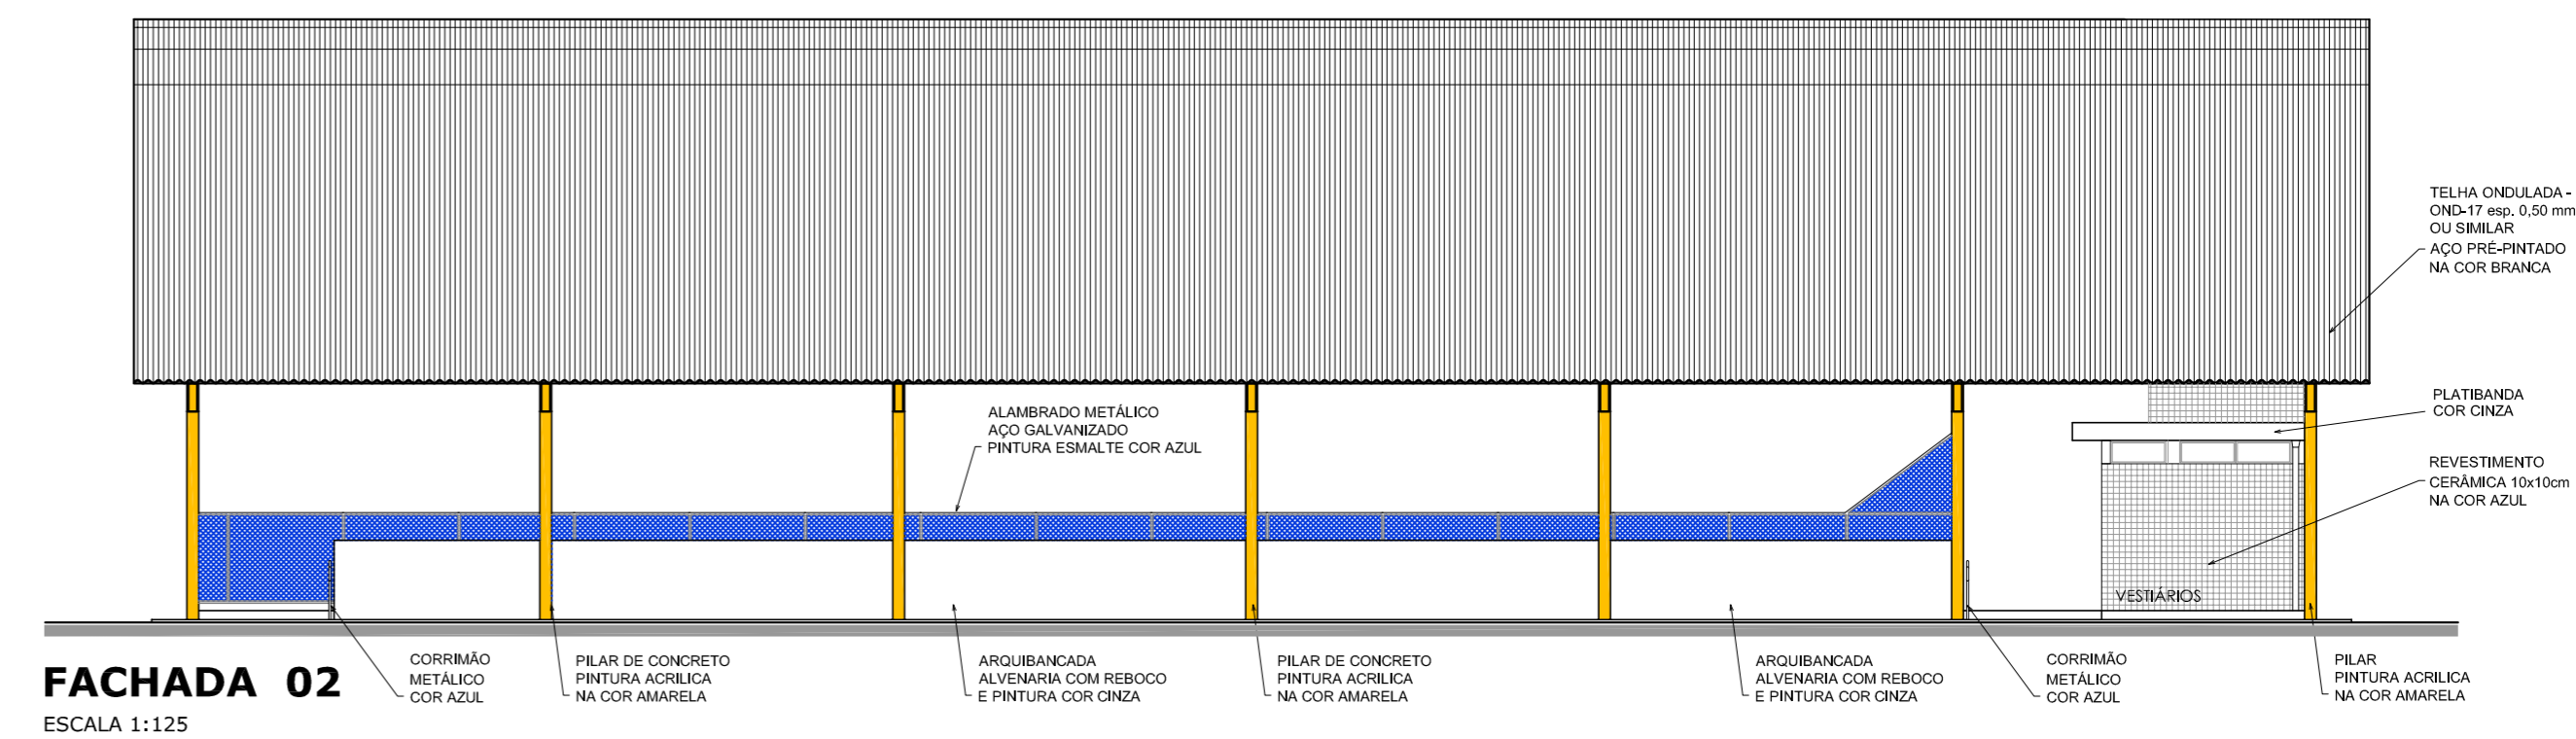 TELHA ONDULADA -
OND-17 esp. 0,50 mm
OU SIMILAR
AÇO PRÉ-PINTADO
NA COR BRANCA
PLATIBANDA
COR CINZA
ALAMBRADO METÁLICO
AÇO GALVANIZADO
PINTURA ESMALTE COR AZUL
REVESTIMENTO
CERÂMICA 10x10cm
NA COR AZUL
VESTIÁRIOS
CORRIMÃO
METÁLICO
COR AZUL
PILAR DE CONCRETO
PINTURA ACRILICA
NA COR AMARELA
ARQUIBANCADA
ALVENARIA COM REBOCO
E PINTURA COR CINZA
PILAR DE CONCRETO
PINTURA ACRILICA
NA COR AMARELA
ARQUIBANCADA
ALVENARIA COM REBOCO
E PINTURA COR CINZA
CORRIMÃO
METÁLICO
COR AZUL
PILAR
PINTURA ACRILICA
NA COR AMARELA
FACHADA 02
ESCALA 1:125